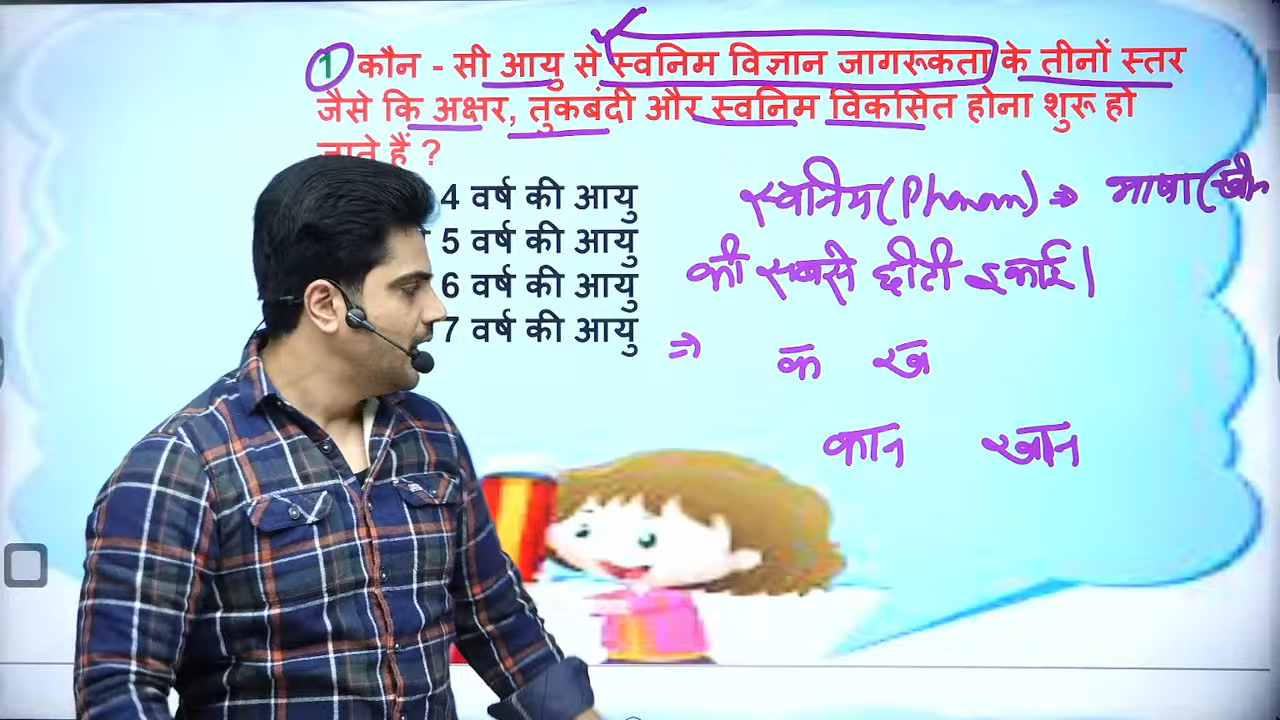 1 कौन - सी आयु से स्वनिम विज्ञान जागरूकता के तीनों स्तर
जैसे कि अक्षर, तुकबंदी और स्वनिम विकसित होना शुरू हो
जाते हैं ?
4 वर्ष की आयु
5 वर्ष की आयु
6 वर्ष की आयु
7 वर्ष की आयु
स्वनिम (Phonem) ⇒ भाषा
की सबसे छोटी इकाई।
⇒ क ख
कान खान